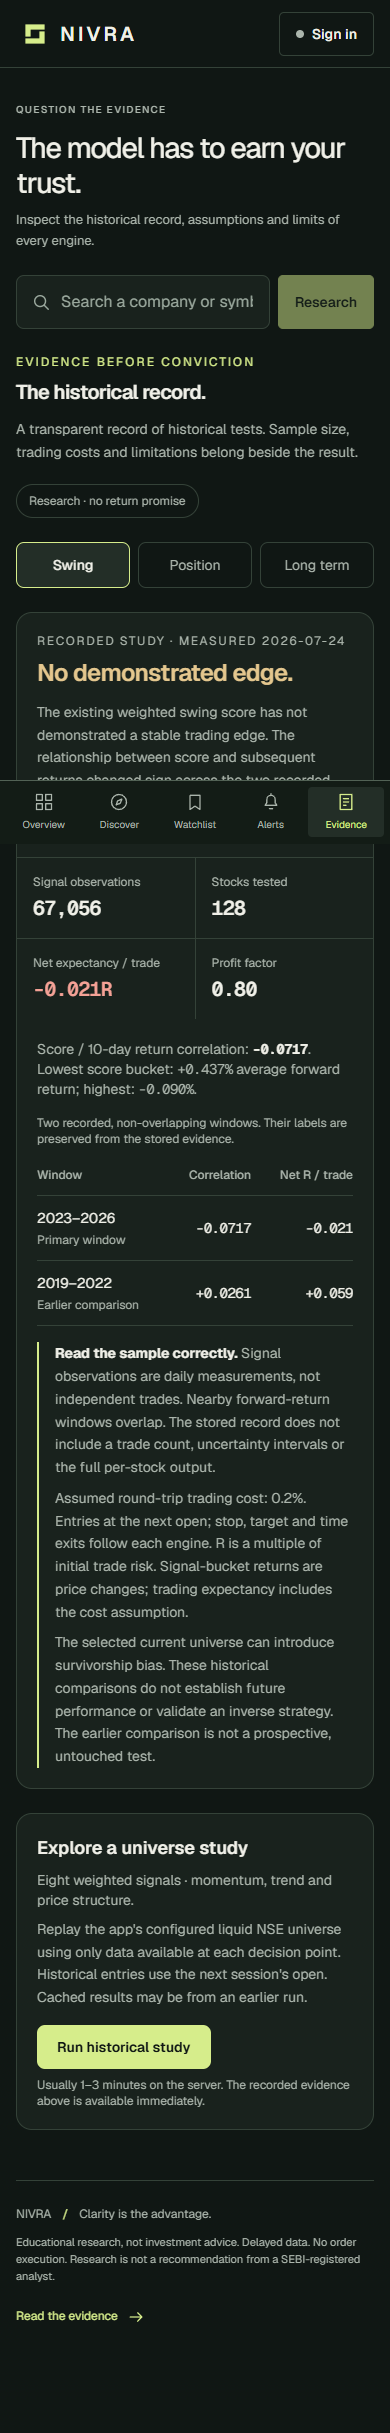 NIVRA
Sign in
QUESTION THE EVIDENCE
The model has to earn your
trust.
Inspect the historical record, assumptions and limits of
every engine.
Search a company or symb
Research
EVIDENCE BEFORE CONVICTION
The historical record.
A transparent record of historical tests. Sample size,
trading costs and limitations belong beside the result.
Research · no return promise
Swing
Position
Long term
RECORDED STUDY · MEASURED 2026-07-24
No demonstrated edge.
The existing weighted swing score has not
demonstrated a stable trading edge. The
relationship between score and subsequent
returns changed sign across the two recorded
Overview
Discover
Watchlist
Alerts
Evidence
Signal observations
Stocks tested
67,056
128
Net expectancy / trade
Profit factor
-0.021R
0.80
Score / 10-day return correlation: -0.0717.
Lowest score bucket: +0.437% average forward
return; highest: -0.090%.
Two recorded, non-overlapping windows. Their labels are
preserved from the stored evidence.
Window Correlation Net R / trade
2023–2026
Primary window
-0.0717 -0.021
2019–2022
Earlier comparison
+0.0261 +0.059
Read the sample correctly. Signal
observations are daily measurements, not
independent trades. Nearby forward-return
windows overlap. The stored record does not
include a trade count, uncertainty intervals or
the full per-stock output.
Assumed round-trip trading cost: 0.2%.
Entries at the next open; stop, target and time
exits follow each engine. R is a multiple of
initial trade risk. Signal-bucket returns are
price changes; trading expectancy includes
the cost assumption.
The selected current universe can introduce
survivorship bias. These historical
comparisons do not establish future
performance or validate an inverse strategy.
The earlier comparison is not a prospective,
untouched test.
Explore a universe study
Eight weighted signals · momentum, trend and
price structure.
Replay the app's configured liquid NSE universe
using only data available at each decision point.
Historical entries use the next session's open.
Cached results may be from an earlier run.
Run historical study
Usually 1–3 minutes on the server. The recorded evidence
above is available immediately.
NIVRA / Clarity is the advantage.
Educational research, not investment advice. Delayed data. No order
execution. Research is not a recommendation from a SEBI-registered
analyst.
Read the evidence →